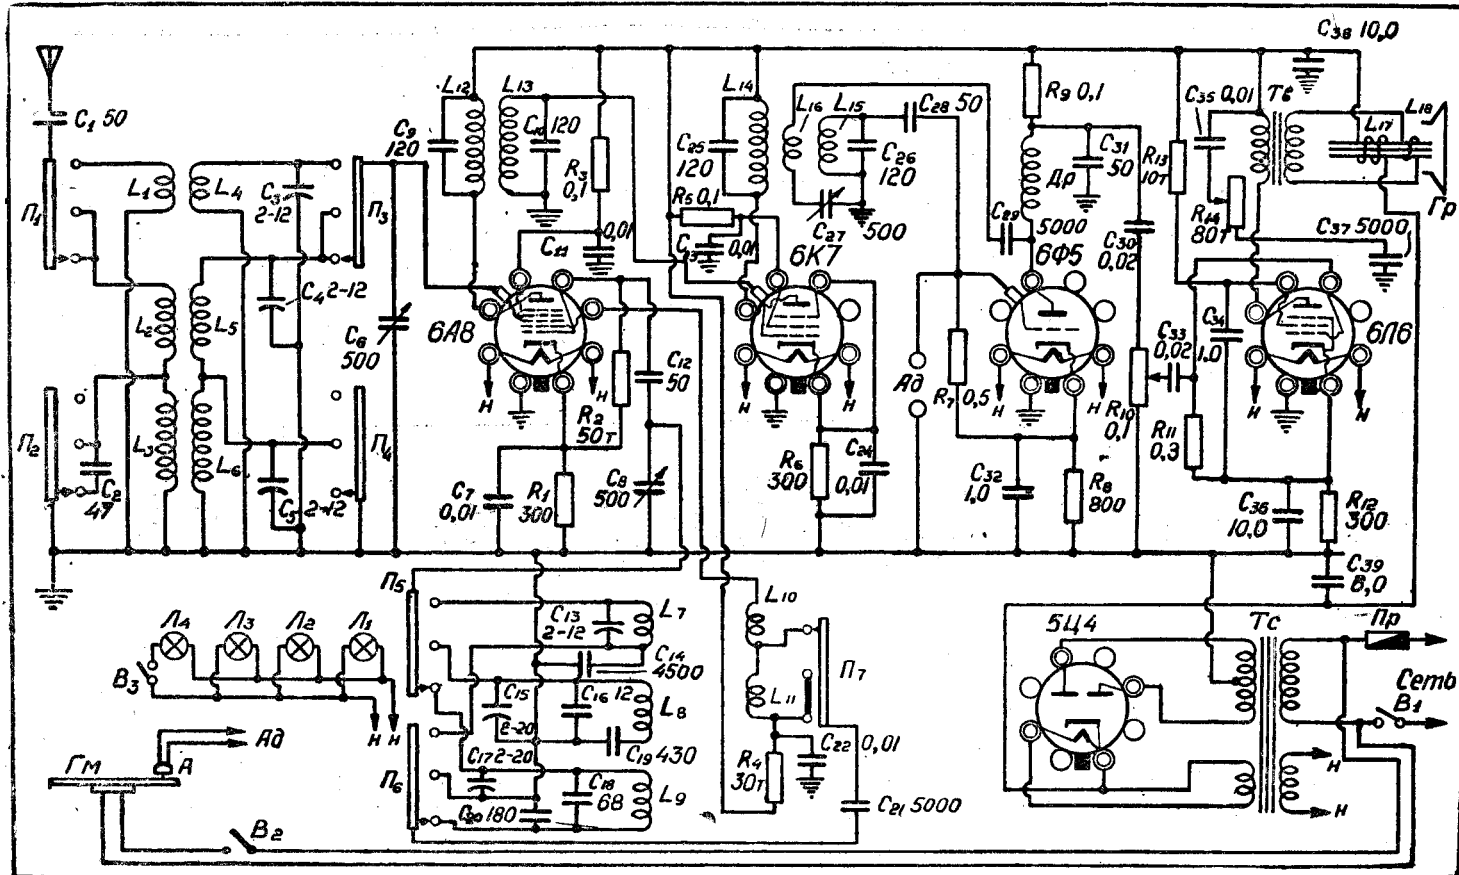 C38 10,0
C1 50
L12
L13
L14
L16
L15
C28 50
R9 0,1
C35 0,01
Тв
L18
L17
C9
120
C10 120
R3
0,1
C25
120
C26
120
C31
50
Др
R13
10т
П1
L1
L4
C3
2-12
П3
R5 0,1
C27
500
C29
5000
C30
0,02
R14
80т
Гр
C37 5000
C11
0,01
0,01
6К7
6Ф5
C4 2-12
L2
L5
C6
500
6А8
C12
50
Ад
R7 0,5
C33
0,02
C34
1,0
6Л6
Н
Н
Н
Н
Н
Н
Н
Н
R2
50т
R10
0,1
R11
0,3
П2
L3
L6
П4
C2
47
C5 2-12
C7
0,01
R1
300
C8
500
R6
300
C24
0,01
C32
1,0
R8
800
C36
10,0
R12
300
C39
8,0
П5
L10
L7
C13
2-12
Л4
Л3
Л2
Л1
C14
4500
5Ц4
Тс
Пр
В3
П7
L11
C15
2-20
C16 12
L8
Сеть
В1
Н
Н
Ад
Гм
А
C19 430
C17 2-20
C22 0,01
П6
C18
68
L9
R4
30т
C20 180
C21 5000
Н
Н
В2